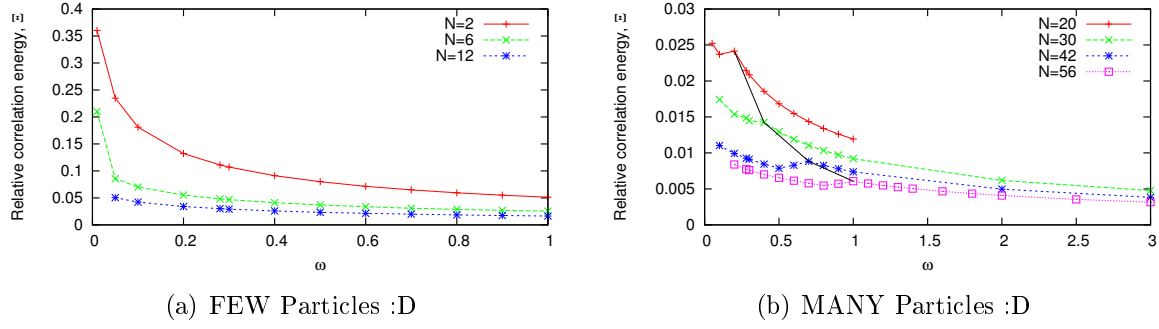 Relative correlation energy, Ξ
0.4
0.35
0.3
0.25
0.2
0.15
0.1
0.05
0
0 0.2 0.4 0.6 0.8 1
ω
N=2
N=6
N=12
(a) FEW Particles :D
Relative correlation energy, Ξ
0.03
0.025
0.02
0.015
0.01
0.005
0
0 0.5 1 1.5 2 2.5 3
ω
N=20
N=30
N=42
N=56
(b) MANY Particles :D